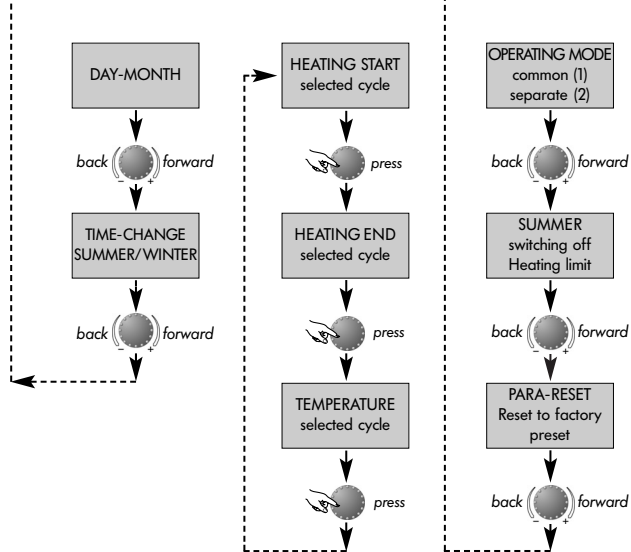 DAY-MONTH
back
forward
- +
TIME-CHANGE
SUMMER/WINTER
back
forward
- +
HEATING START
selected cycle
press
HEATING END
selected cycle
press
TEMPERATURE
selected cycle
press
OPERATING MODE
common (1)
separate (2)
back
forward
- +
SUMMER
switching off
Heating limit
back
forward
- +
PARA-RESET
Reset to factory
preset
back
forward
- +